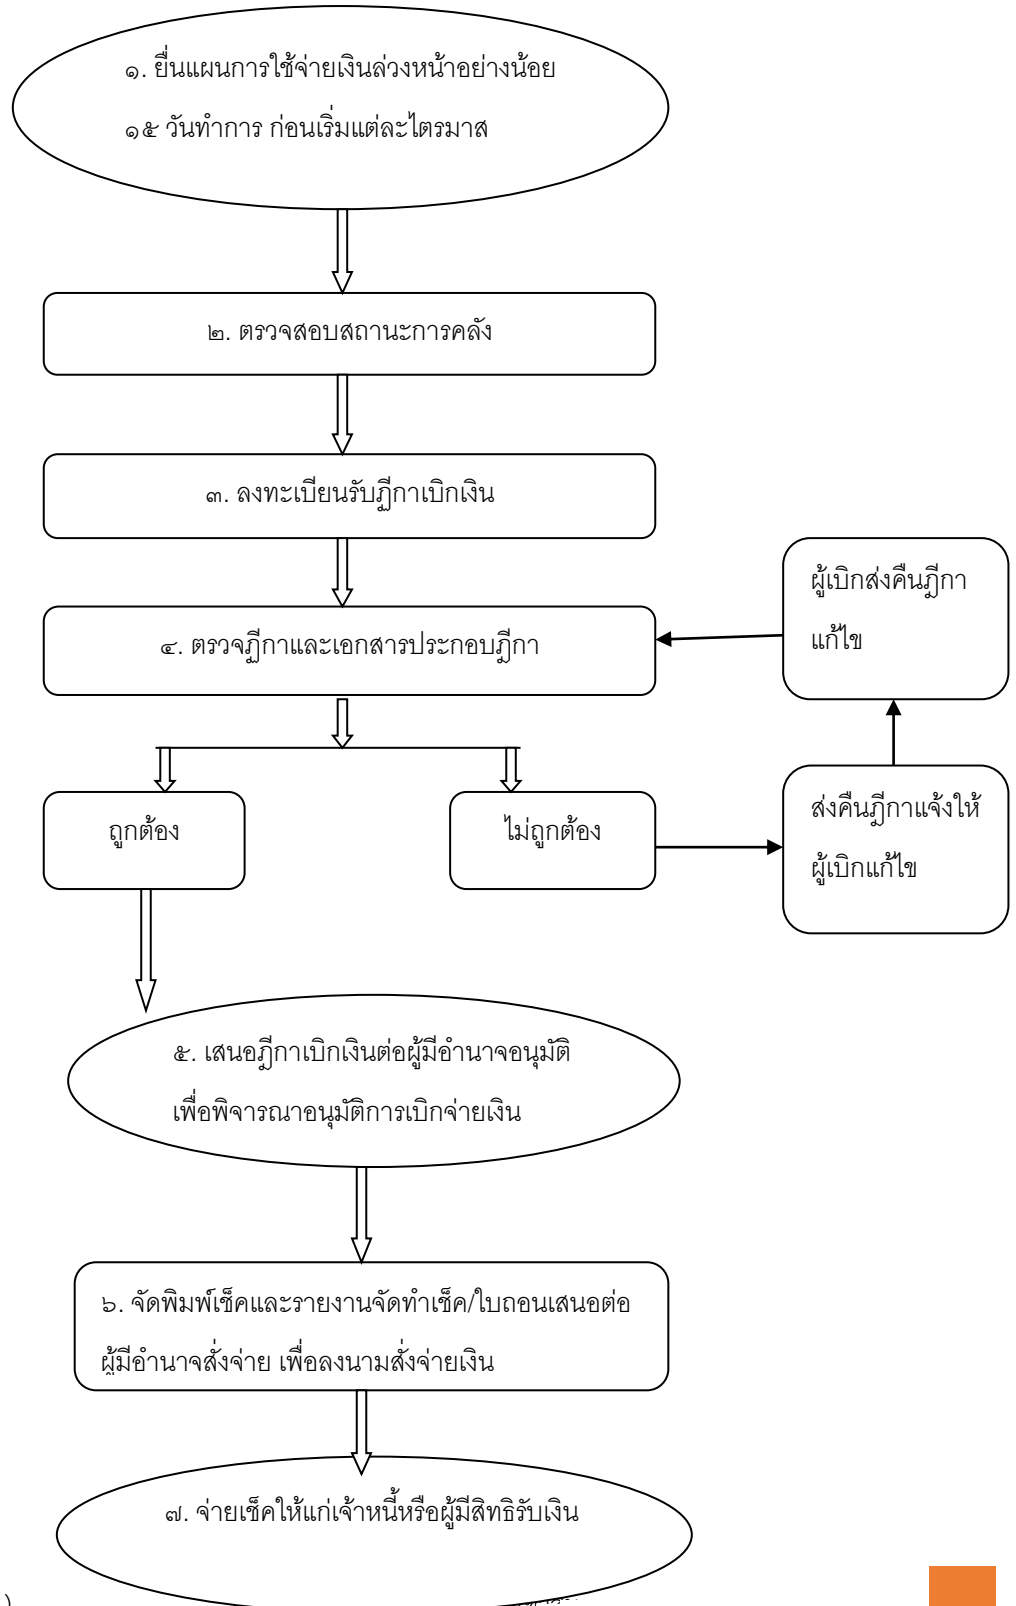 ๑. ยื่นแผนการใช้จ่ายเงินล่วงหน้าอย่างน้อย
๑๕ วันทำการ ก่อนเริ่มแต่ละไตรมาส
๒. ตรวจสอบสถานะการคลัง
๓. ลงทะเบียนรับฎีกาเบิกเงิน
๔. ตรวจฎีกาและเอกสารประกอบฎีกา
ผู้เบิกส่งคืนฎีกา
แก้ไข
ถูกต้อง
ไม่ถูกต้อง
ส่งคืนฎีกาแจ้งให้
ผู้เบิกแก้ไข
๕. เสนอฎีกาเบิกเงินต่อผู้มีอำนาจอนุมัติ
เพื่อพิจารณาอนุมัติการเบิกจ่ายเงิน
๖. จัดพิมพ์เช็คและรายงานจัดทำเช็ค/ใบถอนเสนอต่อ
ผู้มีอำนาจสั่งจ่าย เพื่อลงนามสั่งจ่ายเงิน
๗. จ่ายเช็คให้แก่เจ้าหนี้หรือผู้มีสิทธิรับเงิน
)